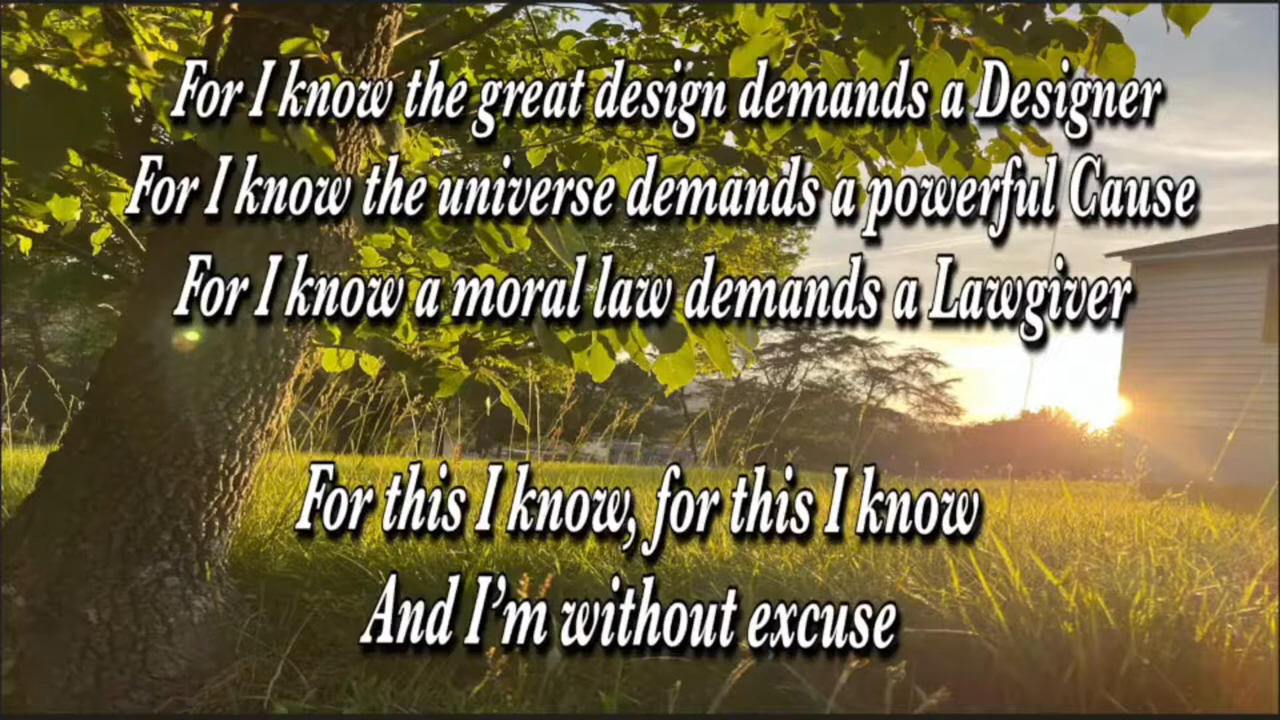 For I know the great design demands a Designer
For I know the universe demands a powerful Cause
For I know a moral law demands a Lawgiver
For this I know, for this I know
And I'm without excuse